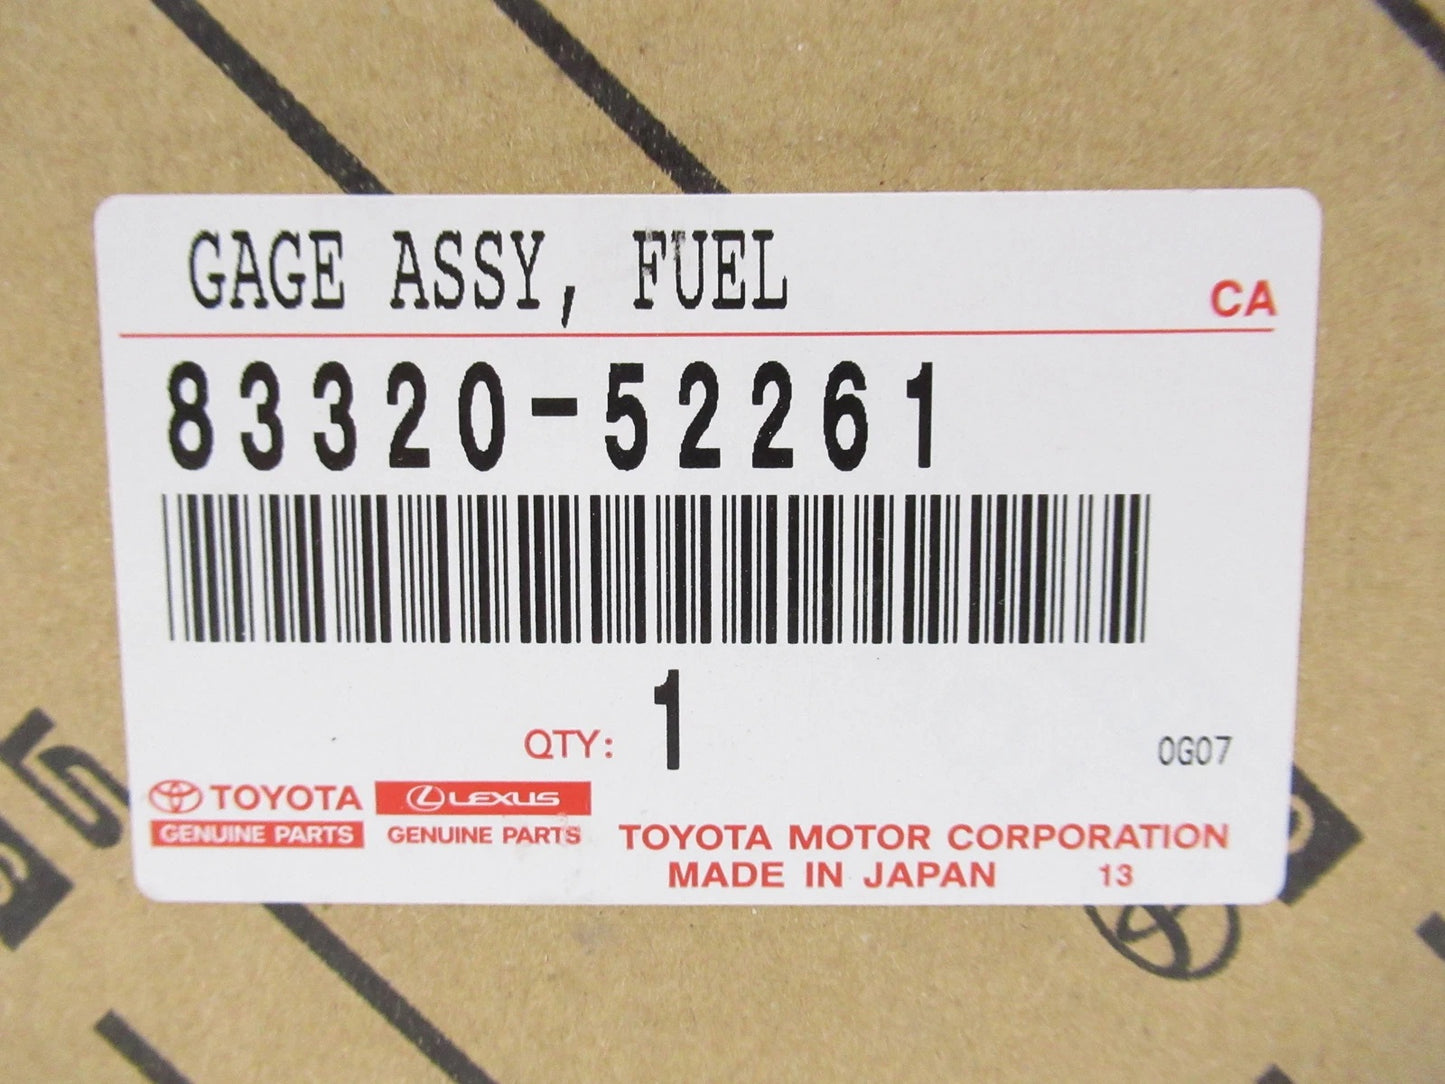 GAGE ASSY, FUEL
CA
83320-52261
QTY: 1
0G07
TOYOTA LEXUS
GENUINE PARTS GENUINE PARTS
TOYOTA MOTOR CORPORATION
MADE IN JAPAN 13